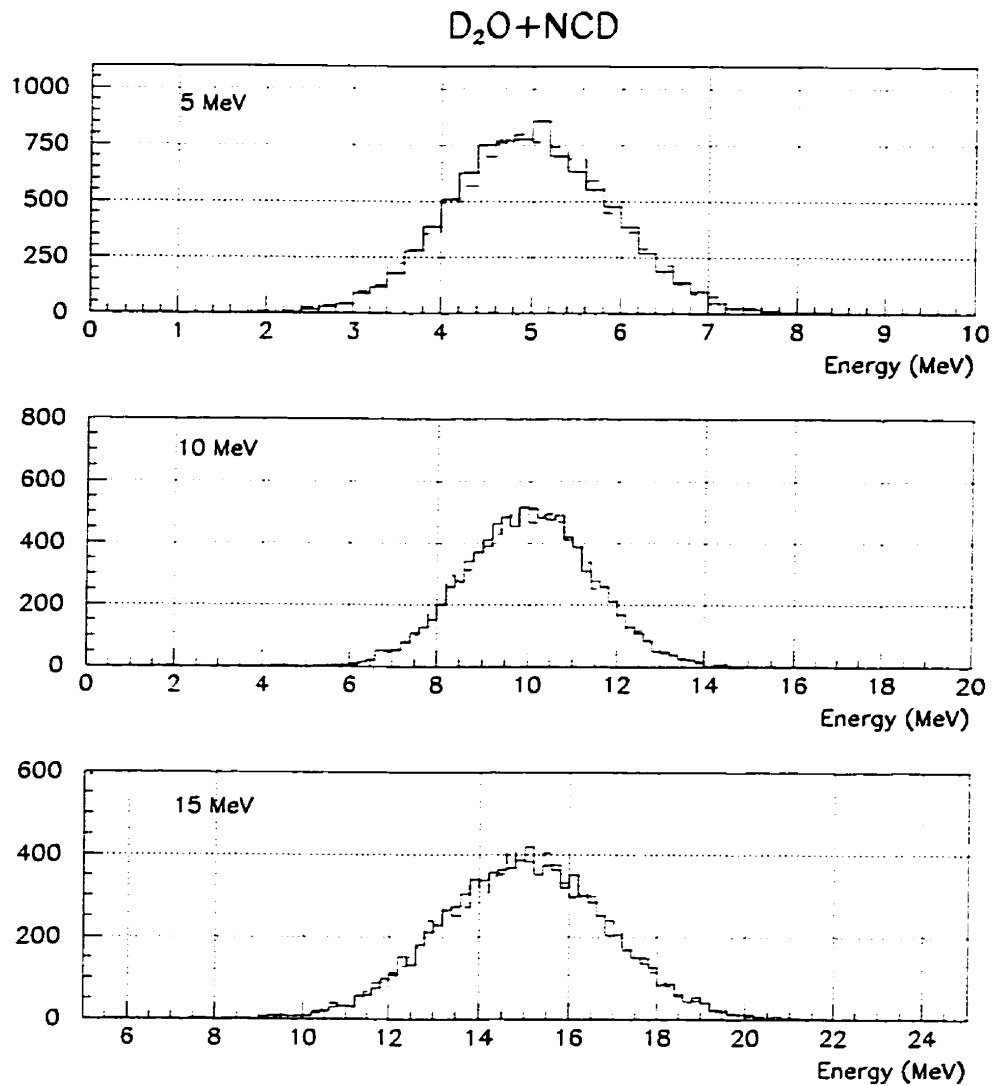 D₂O+NCD
1000
750
500
250
0
5 MeV
0 1 2 3 4 5 6 7 8 9 10
Energy (MeV)
800
600
400
200
0
10 MeV
0 2 4 6 8 10 12 14 16 18 20
Energy (MeV)
600
400
200
0
15 MeV
6 8 10 12 14 16 18 20 22 24
Energy (MeV)